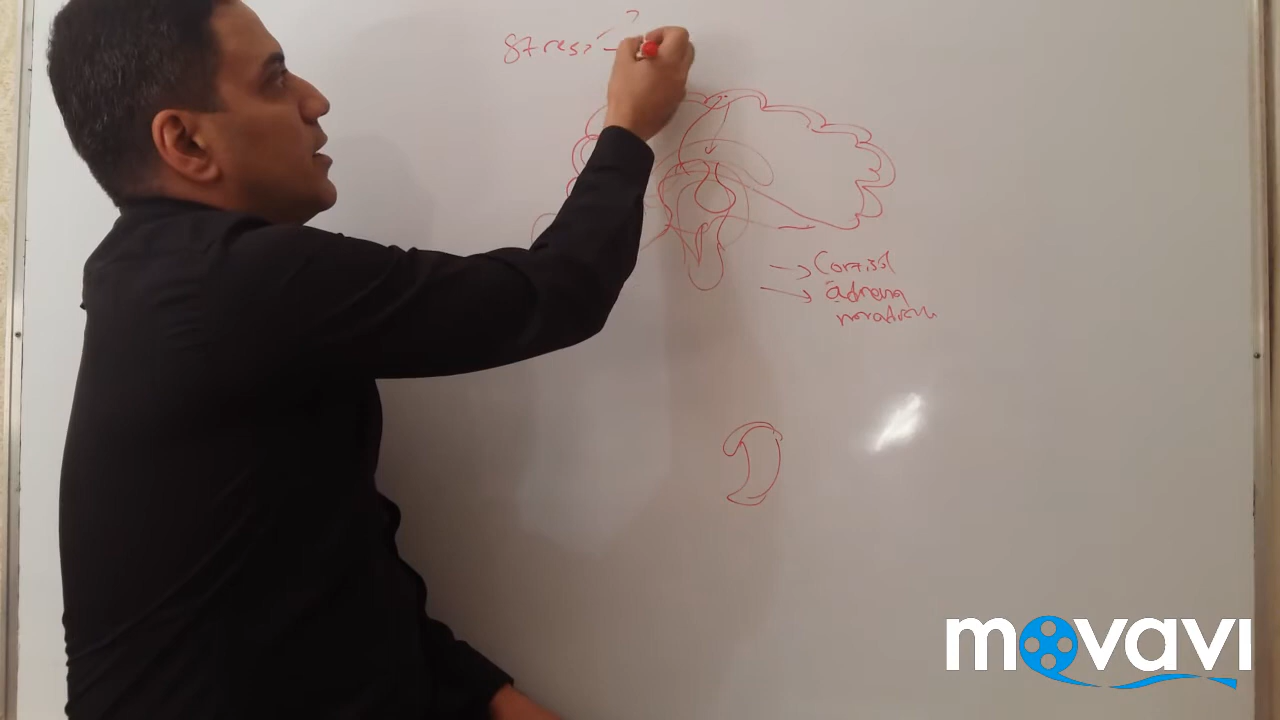 Stress ?
→ Cortisol
→ adrena
noradren
movavi